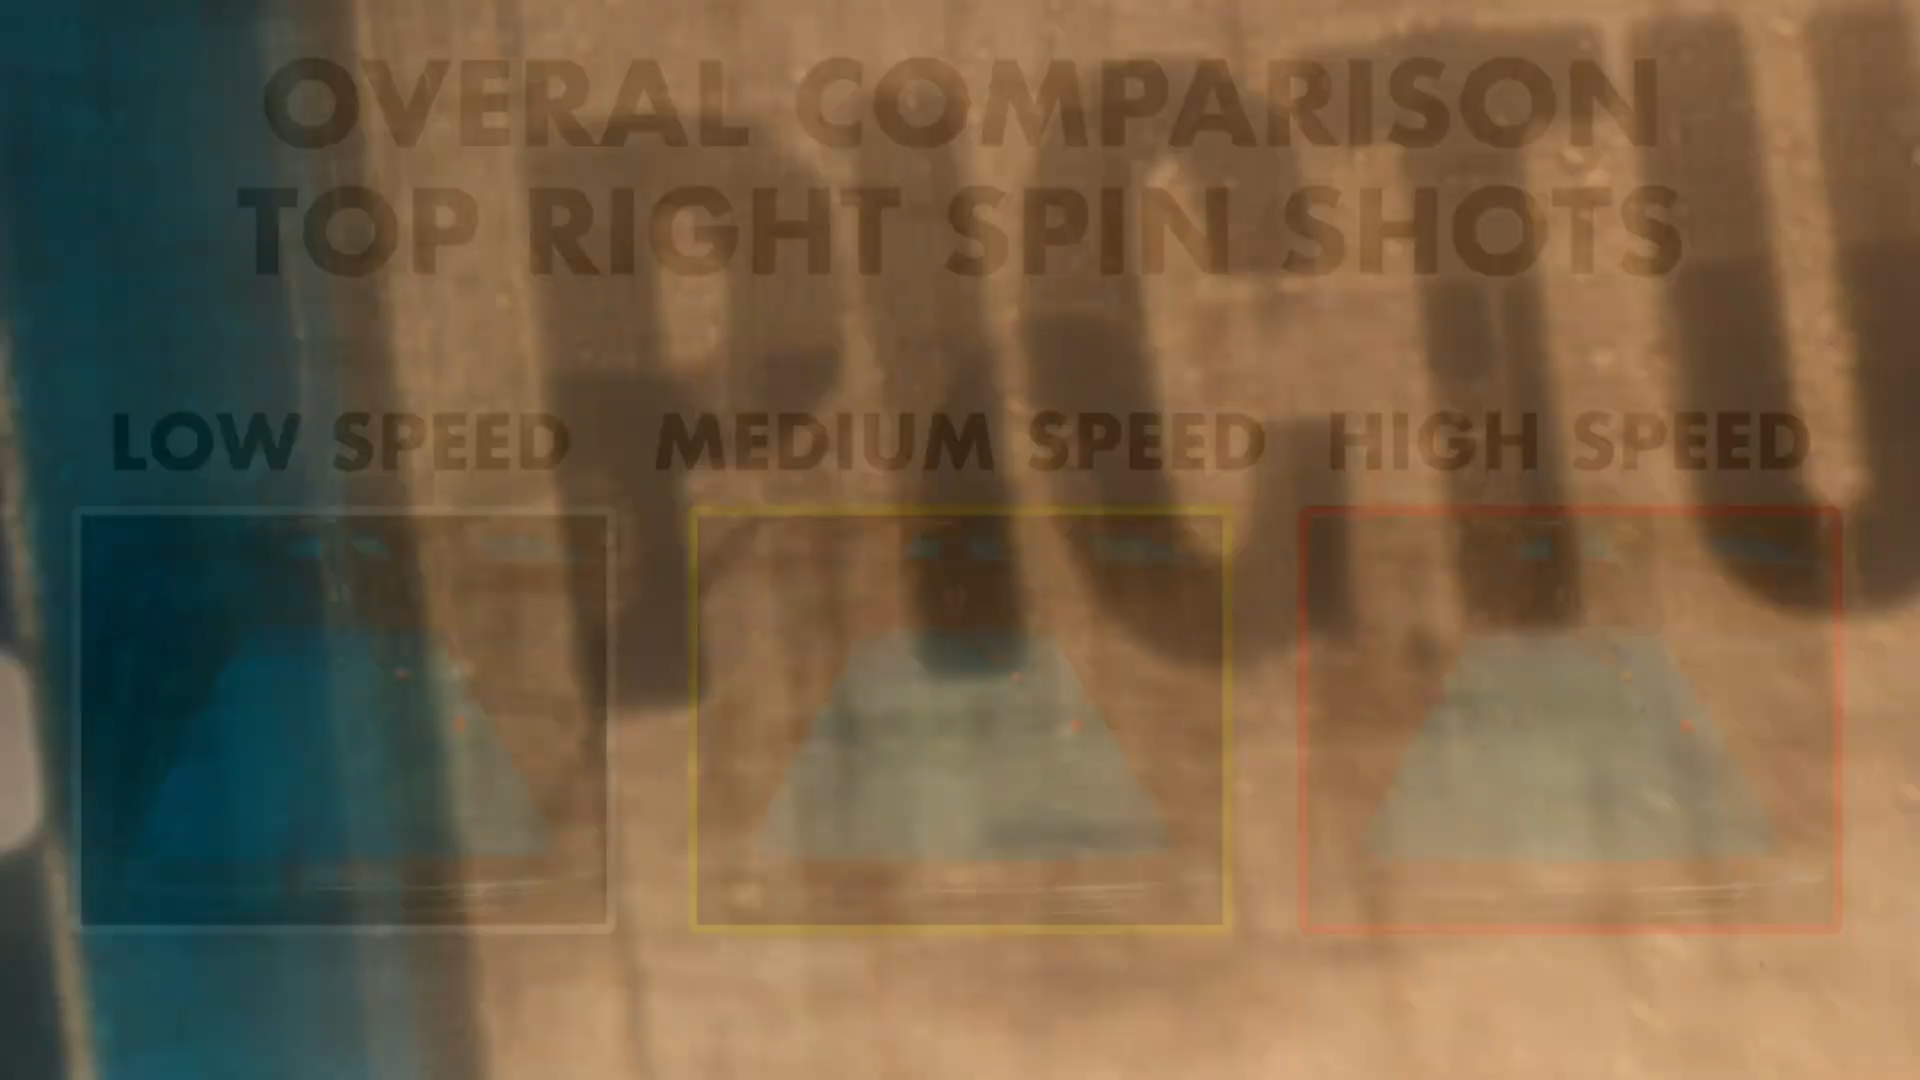 OVERAL COMPARISON
TOP RIGHT SPIN SHOTS
LOW SPEED
MEDIUM SPEED
HIGH SPEED